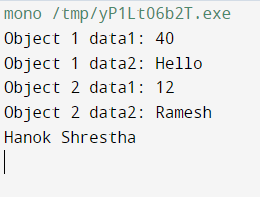 mono /tmp/yP1Lt06b2T.exe
Object 1 data1: 40
Object 1 data2: Hello
Object 2 data1: 12
Object 2 data2: Ramesh
Hanok Shrestha